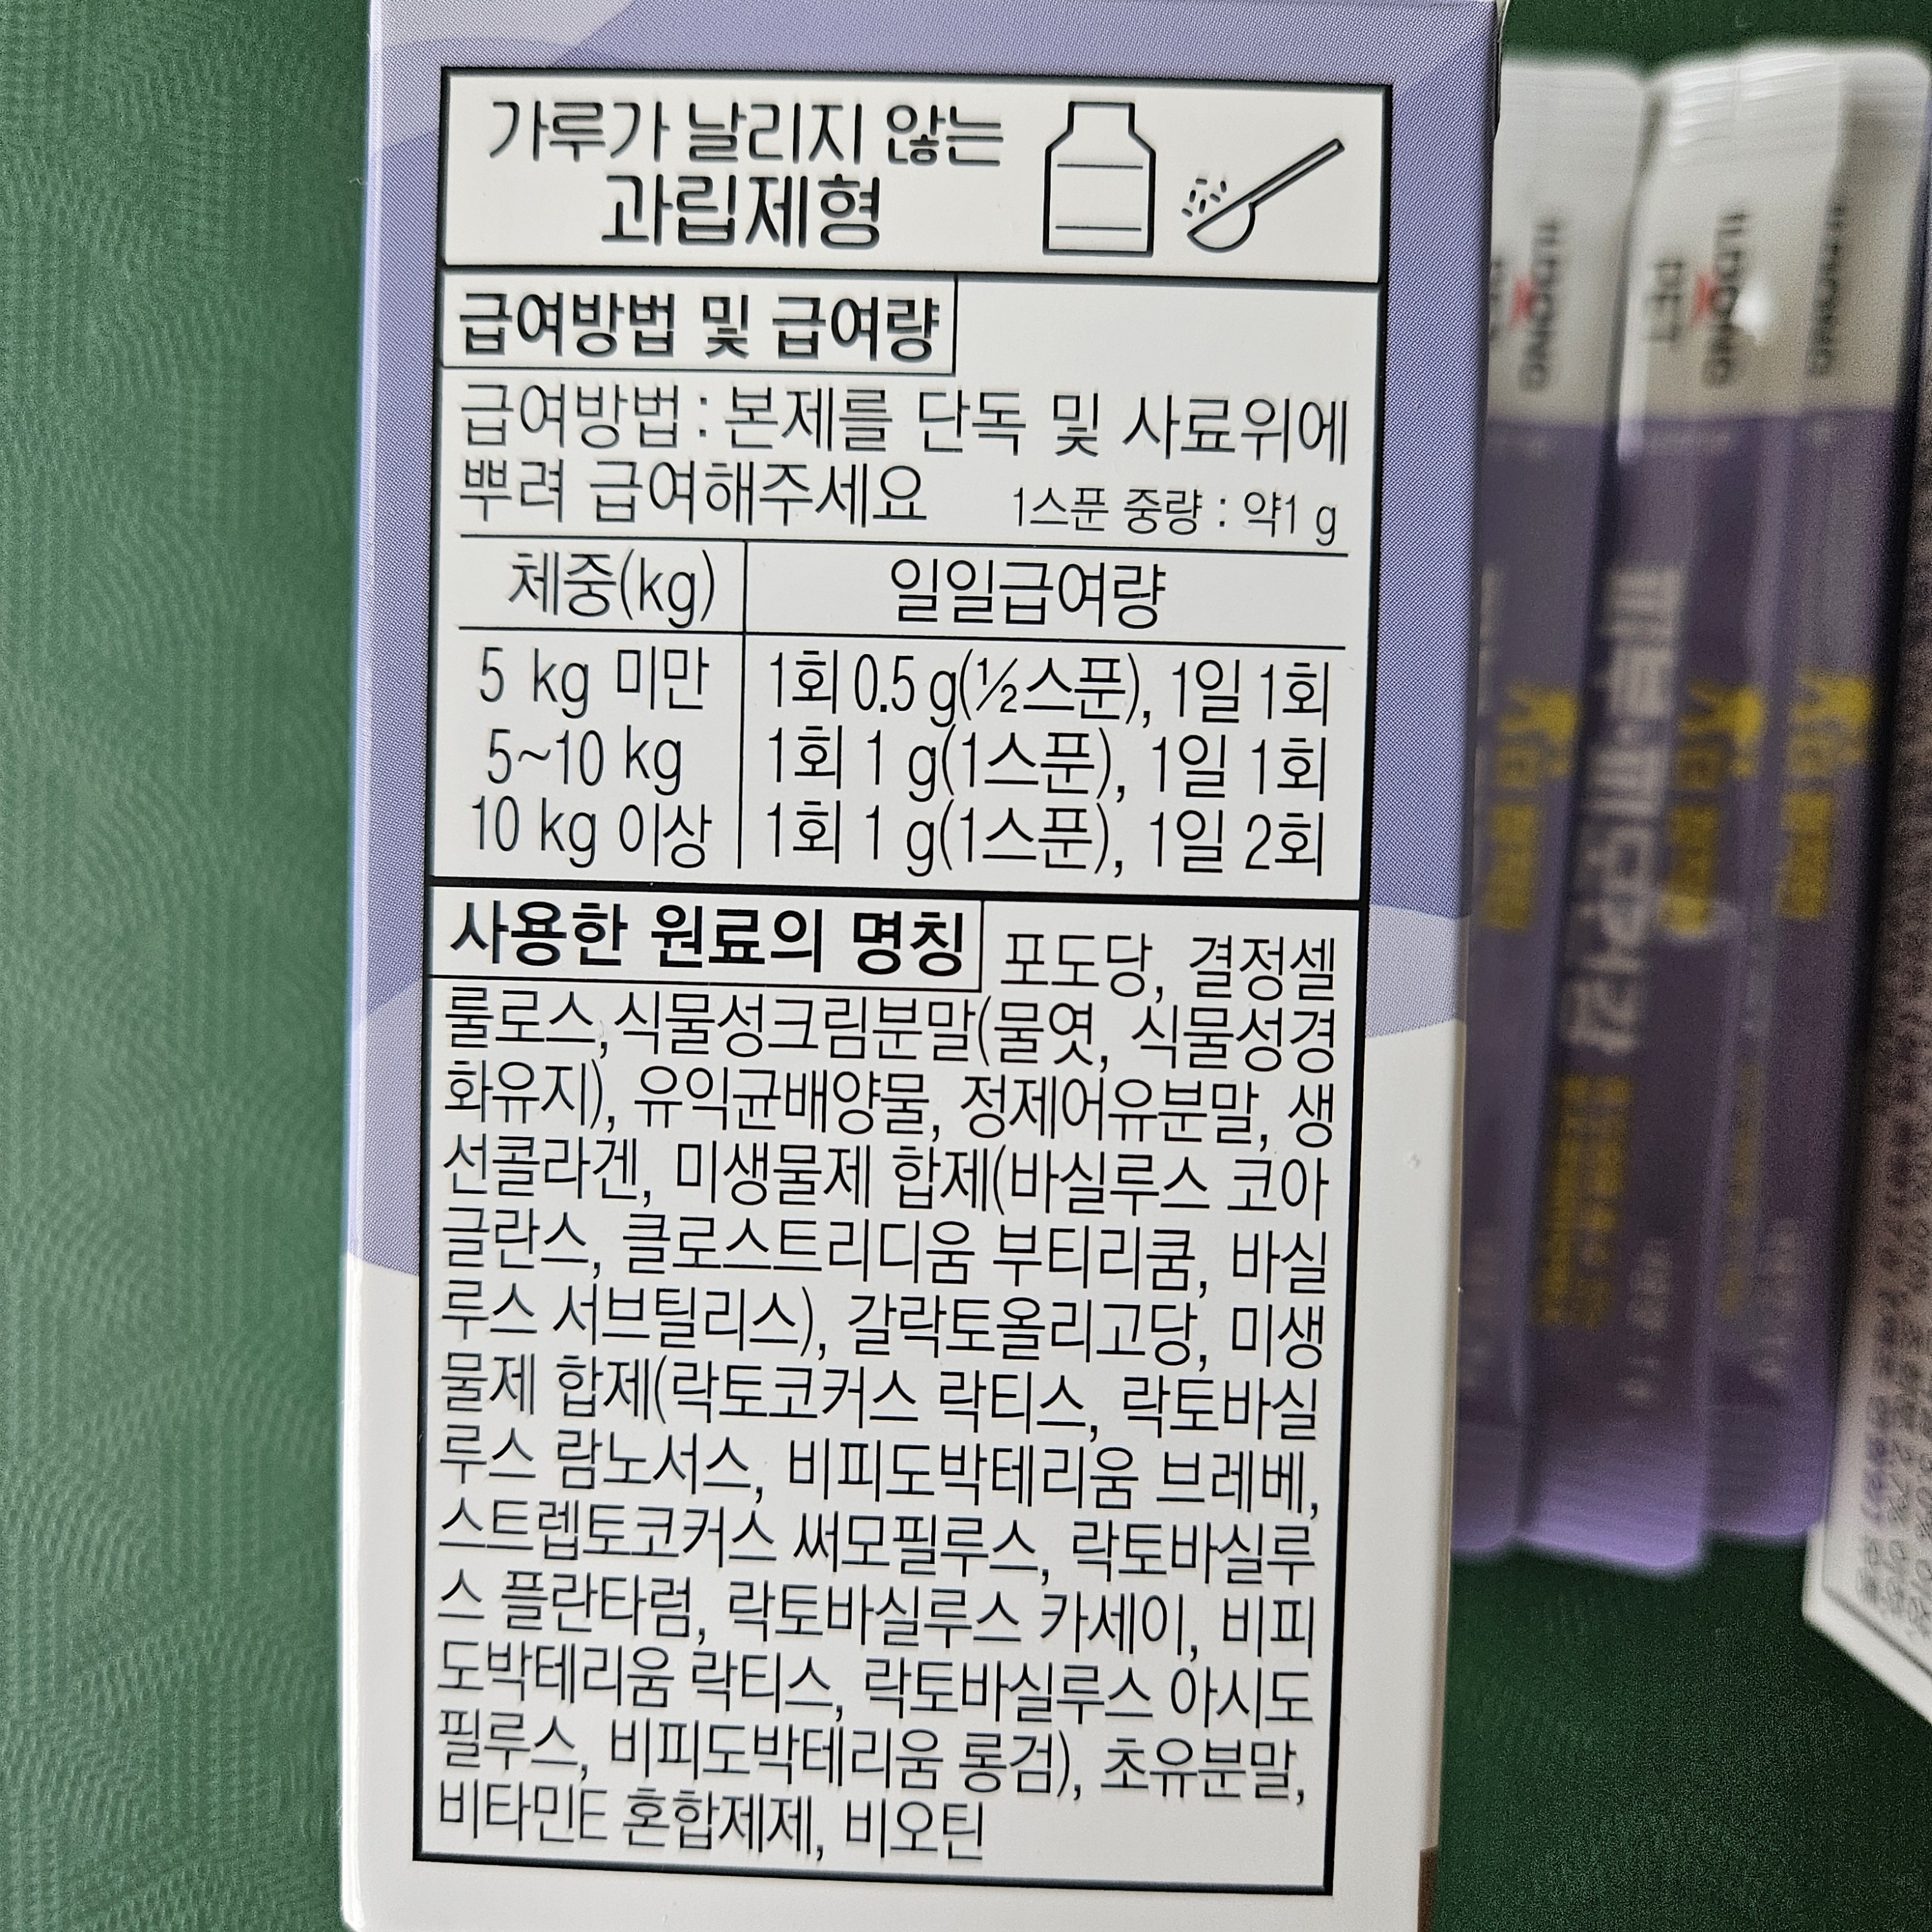 가루가 날리지 않는
과립제형
급여방법 및 급여량
급여방법 : 본제를 단독 및 사료위에
뿌려 급여해주세요 1스푼 중량 : 약1 g
체중(kg) 일일급여량
5 kg 미만 1회 0.5 g(½스푼), 1일 1회
5~10 kg 1회 1 g(1스푼), 1일 1회
10 kg 이상 1회 1 g(1스푼), 1일 2회
사용한 원료의 명칭 포도당, 결정셀
룰로스, 식물성크림분말(물엿, 식물성경
화유지), 유익균배양물, 정제어유분말, 생
선콜라겐, 미생물제 합제(바실루스 코아
글란스, 클로스트리디움 부티리쿰, 바실
루스 서브틸리스), 갈락토올리고당, 미생
물제 합제(락토코커스 락티스, 락토바실
루스 람노서스, 비피도박테리움 브레베,
스트렙토코커스 써모필루스, 락토바실루
스 플란타럼, 락토바실루스 카세이, 비피
도박테리움 락티스, 락토바실루스 아시도
필루스, 비피도박테리움 롱검), 초유분말,
비타민E 혼합제제, 비오틴
ILDONG
PET
ILDONG
PET
ILDONG